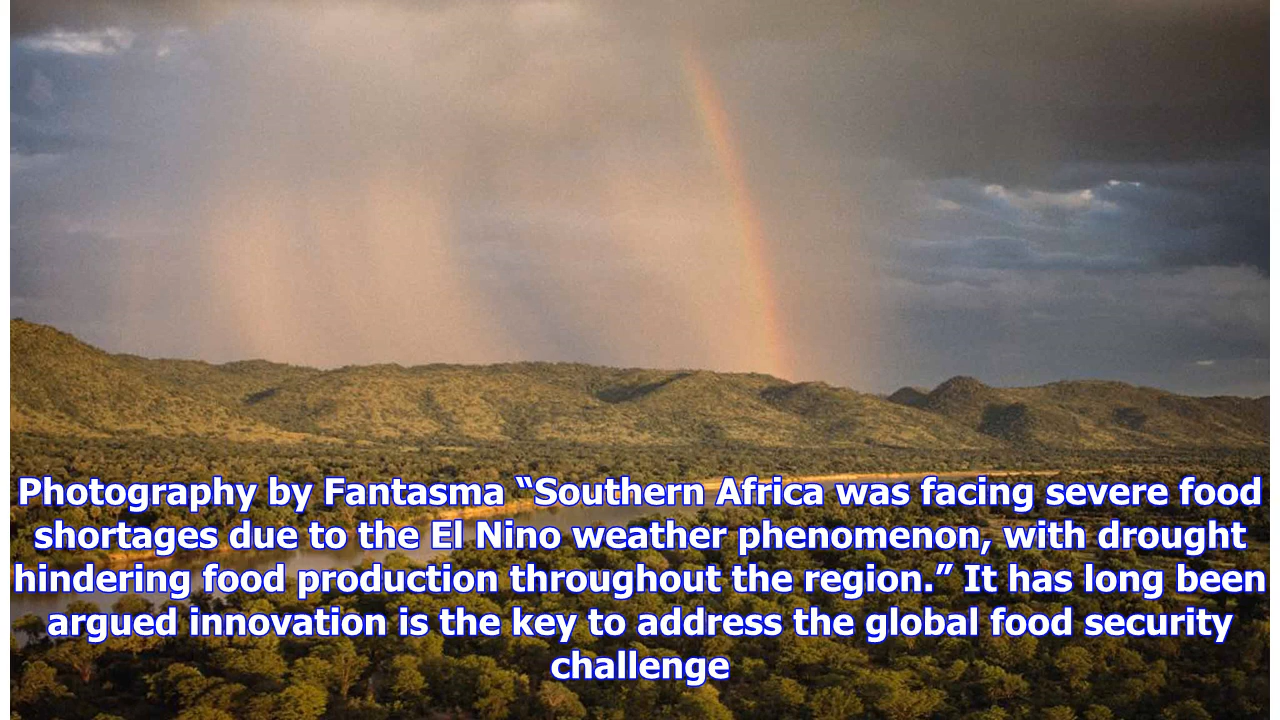 Photography by Fantasma “Southern Africa was facing severe food
shortages due to the El Nino weather phenomenon, with drought
hindering food production throughout the region.” It has long been
argued innovation is the key to address the global food security
challenge